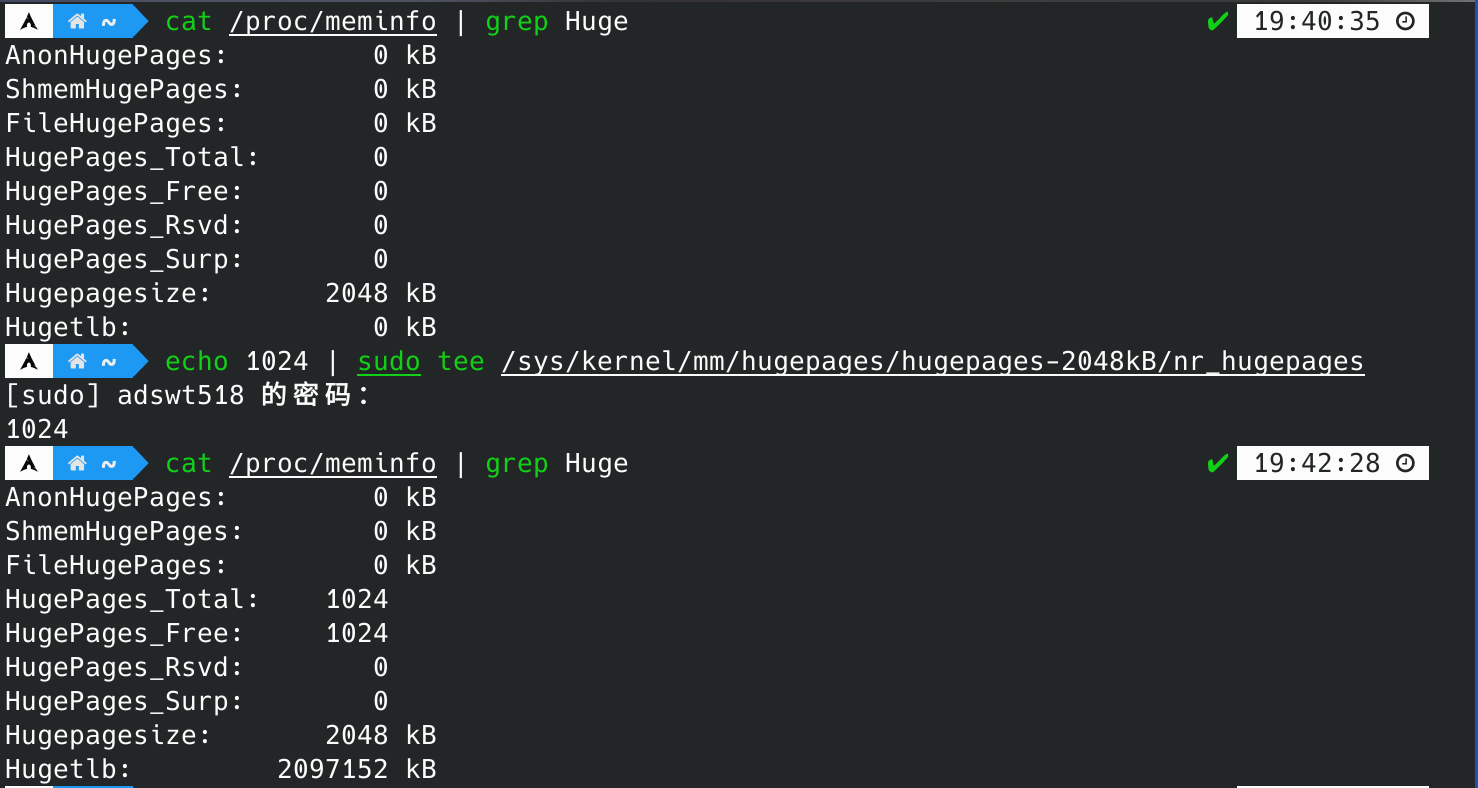 ~ cat /proc/meminfo | grep Huge ✔ 19:40:35
AnonHugePages:         0 kB
ShmemHugePages:        0 kB
FileHugePages:         0 kB
HugePages_Total:       0
HugePages_Free:        0
HugePages_Rsvd:        0
HugePages_Surp:        0
Hugepagesize:       2048 kB
Hugetlb:               0 kB
~ echo 1024 | sudo tee /sys/kernel/mm/hugepages/hugepages-2048kB/nr_hugepages
[sudo] adswt518 的密码:
1024
~ cat /proc/meminfo | grep Huge ✔ 19:42:28
AnonHugePages:         0 kB
ShmemHugePages:        0 kB
FileHugePages:         0 kB
HugePages_Total:    1024
HugePages_Free:     1024
HugePages_Rsvd:        0
HugePages_Surp:        0
Hugepagesize:       2048 kB
Hugetlb:         2097152 kB